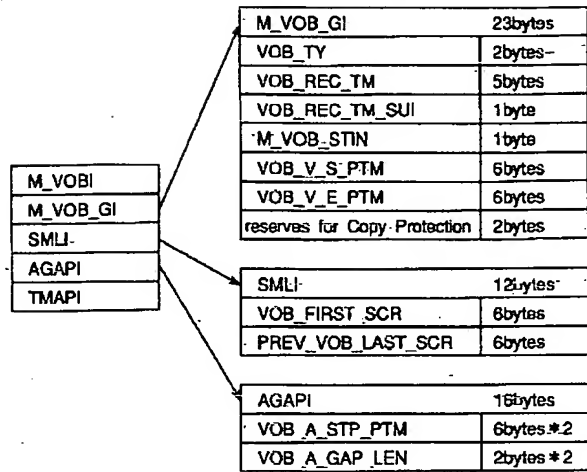 M_VOBI
M_VOB_GI
SMLI
AGAPI
TMAPI
M_VOB_GI 23bytes
VOB_TY 2bytes
VOB_REC_TM 5bytes
VOB_REC_TM_SUI 1byte
M_VOB_STIN 1byte
VOB_V_S_PTM 6bytes
VOB_V_E_PTM 6bytes
reserves for Copy Protection 2bytes
SMLI 12bytes
VOB_FIRST_SCR 6bytes
PREV_VOB_LAST_SCR 6bytes
AGAPI 16bytes
VOB_A_STP_PTM 6bytes*2
VOB_A_GAP_LEN 2bytes*2